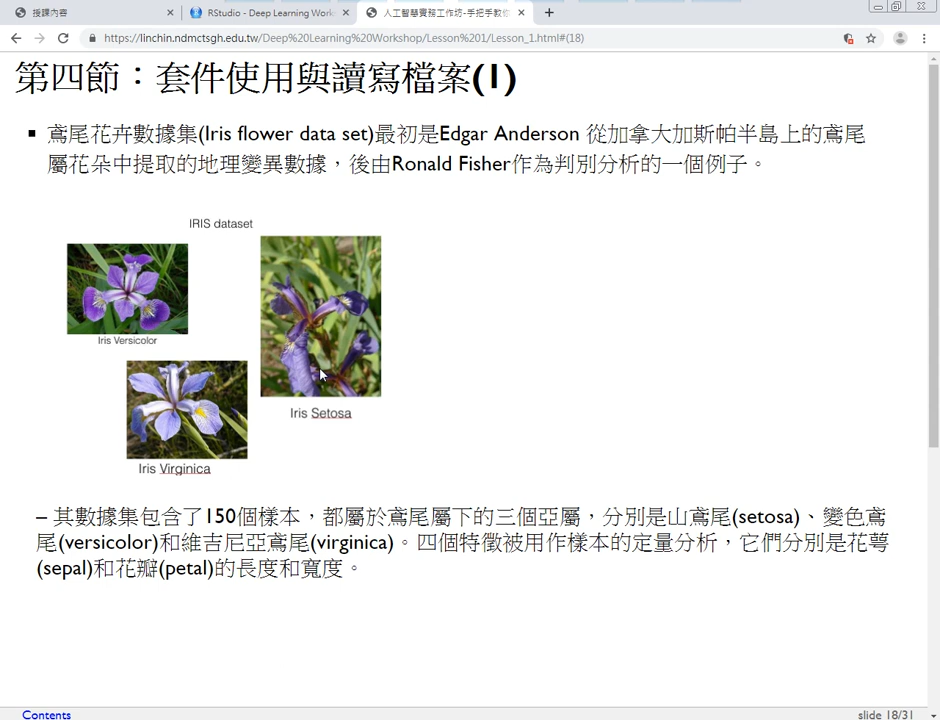 授課內容
RStudio - Deep Learning Work
人工智慧實務工作坊-手把手教你
https://linchin.ndmctsgh.edu.tw/Deep%20Learning%20Workshop/Lesson%201/Lesson_1.html#(18)
第四節：套件使用與讀寫檔案(1)
鳶尾花卉數據集(Iris flower data set)最初是Edgar Anderson 從加拿大加斯帕半島上的鳶尾
屬花朵中提取的地理變異數據，後由Ronald Fisher作為判別分析的一個例子。
IRIS dataset
Iris Versicolor
Iris Setosa
Iris Virginica
– 其數據集包含了150個樣本，都屬於鳶尾屬下的三個亞屬，分別是山鳶尾(setosa)、變色鳶
尾(versicolor)和維吉尼亞鳶尾(virginica)。四個特徵被用作樣本的定量分析，它們分別是花萼
(sepal)和花瓣(petal)的長度和寬度。
Contents
slide 18/31